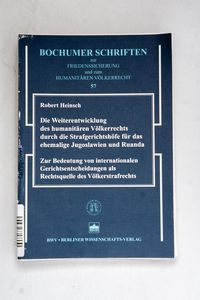 BOCHUMER SCHRIFTEN
zur
FRIEDENSSICHERUNG
und zum
HUMANITÄREN VÖLKERRECHT
57
Robert Heinsch
Die Weiterentwicklung
des humanitären Völkerrechts
durch die Strafgerichtshöfe für das
ehemalige Jugoslawien und Ruanda
Zur Bedeutung von internationalen
Gerichtsentscheidungen als
Rechtsquelle des Völkerstrafrechts
BWV • BERLINER WISSENSCHAFTS-VERLAG